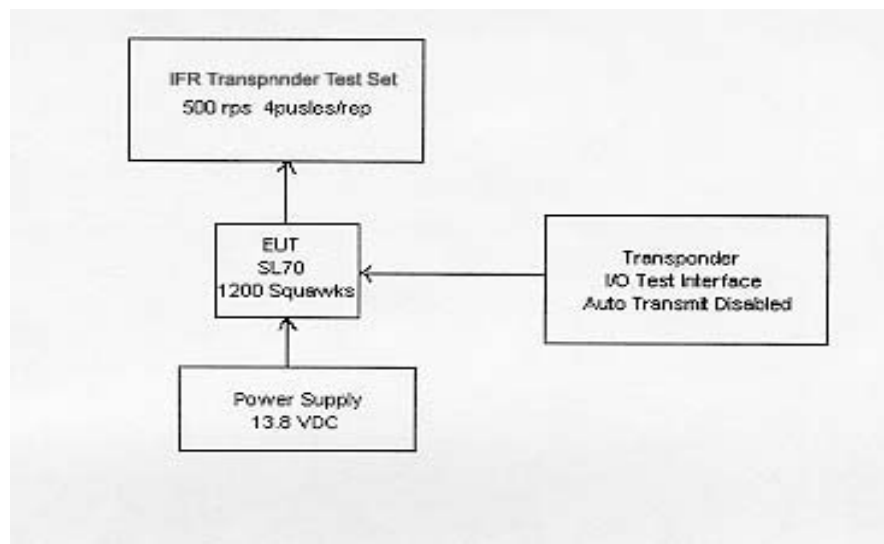 IFR Transpnnder Test Set
500 rps 4pusles/rep
EUT
SL70
1200 Squawks
Transponder
I/O Test Interface
Auto Transmit Disabled
Power Supply
13.8 VDC